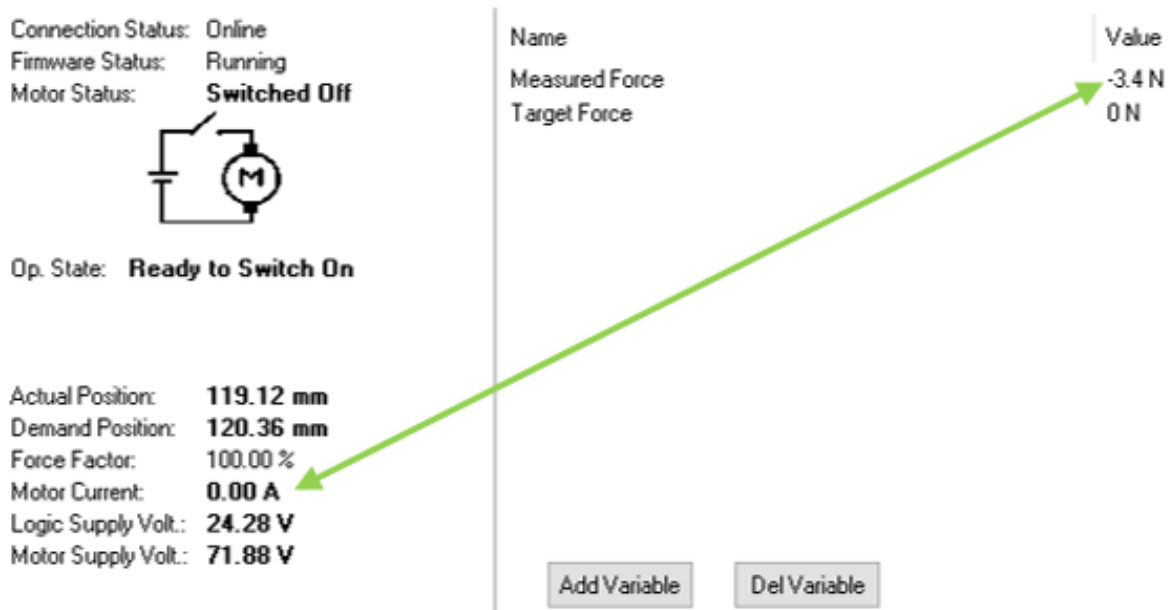 Connection Status: Online
Firmware Status: Running
Motor Status: Switched Off
M
Op. State: Ready to Switch On
Actual Position: 119.12 mm
Demand Position: 120.36 mm
Force Factor: 100.00 %
Motor Current: 0.00 A
Logic Supply Volt.: 24.28 V
Motor Supply Volt.: 71.88 V
Name Value
Measured Force -3.4 N
Target Force 0 N
Add Variable Del Variable